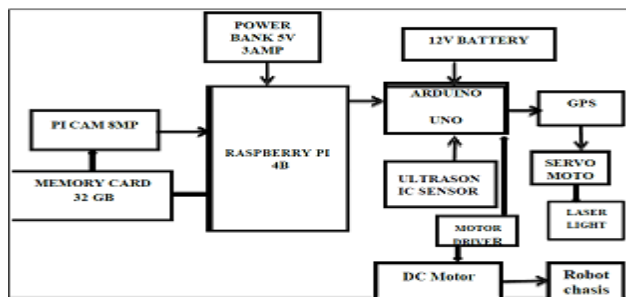 POWER
BANK 5V
3AMP
12V BATTERY
PI CAM 8MP
MEMORY CARD
32 GB
RASPBERRY PI
4B
ARDUINO
UNO
GPS
ULTRASON
IC SENSOR
SERVO
MOTO
MOTOR
DRIVER
LASER
LIGHT
DC Motor
Robot
chasis